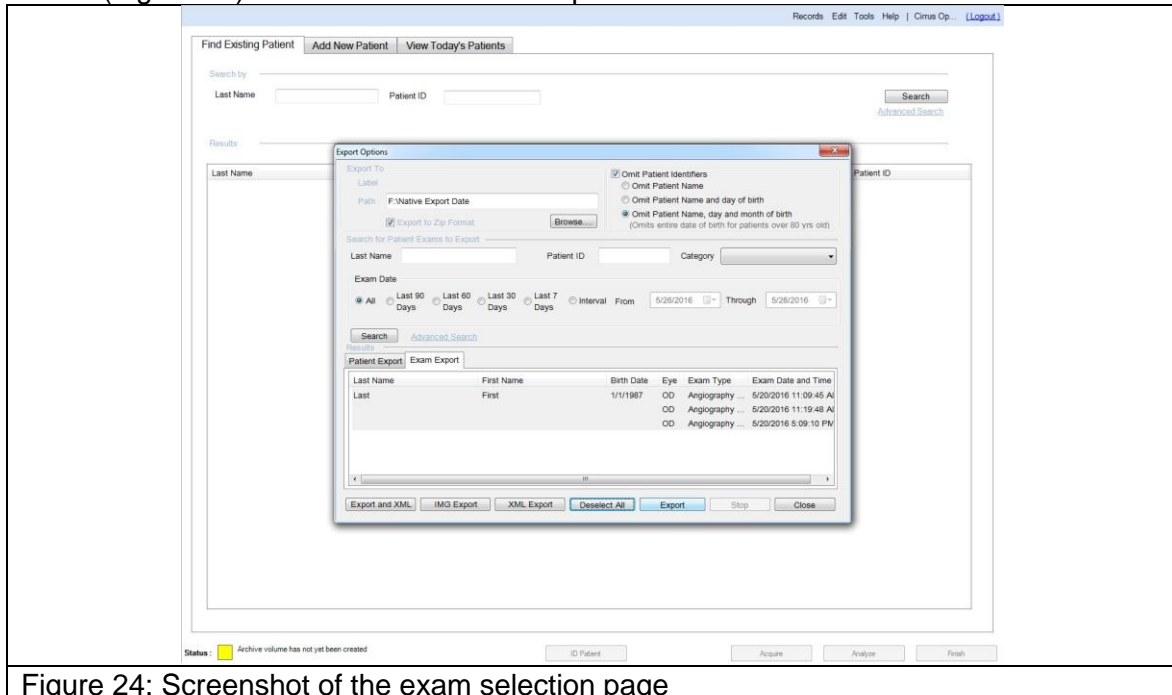 Records Edit Tools Help | Cirrus Op... (Logout)
Find Existing Patient Add New Patient View Today's Patients
Search by
Last Name Patient ID Search
Advanced Search
Results
Export Options
Last Name Patient ID
Export To
Label
Path F:\Native Export Date
Export to Zip Format Browse....
Omit Patient Identifiers
Omit Patient Name
Omit Patient Name and day of birth
Omit Patient Name, day and month of birth
(Omits entire date of birth for patients over 80 yrs old)
Search for Patient Exams to Export
Last Name Patient ID Category
Exam Date
All Last 90 Days Last 60 Days Last 30 Days Last 7 Days Interval From 5/26/2016 Through 5/26/2016
Search Advanced Search
Results
Patient Export Exam Export
Last Name First Name Birth Date Eye Exam Type Exam Date and Time
Last First 1/1/1987 OD Angiography ... 5/20/2016 11:09:45 A
OD Angiography ... 5/20/2016 11:19:48 A
OD Angiography ... 5/20/2016 5:09:10 PM
Export and XML IMG Export XML Export Deselect All Export Stop Close
Status : Archive volume has not yet been created ID Patient Acquire Analyze Finish
Figure 24: Screenshot of the exam selection page